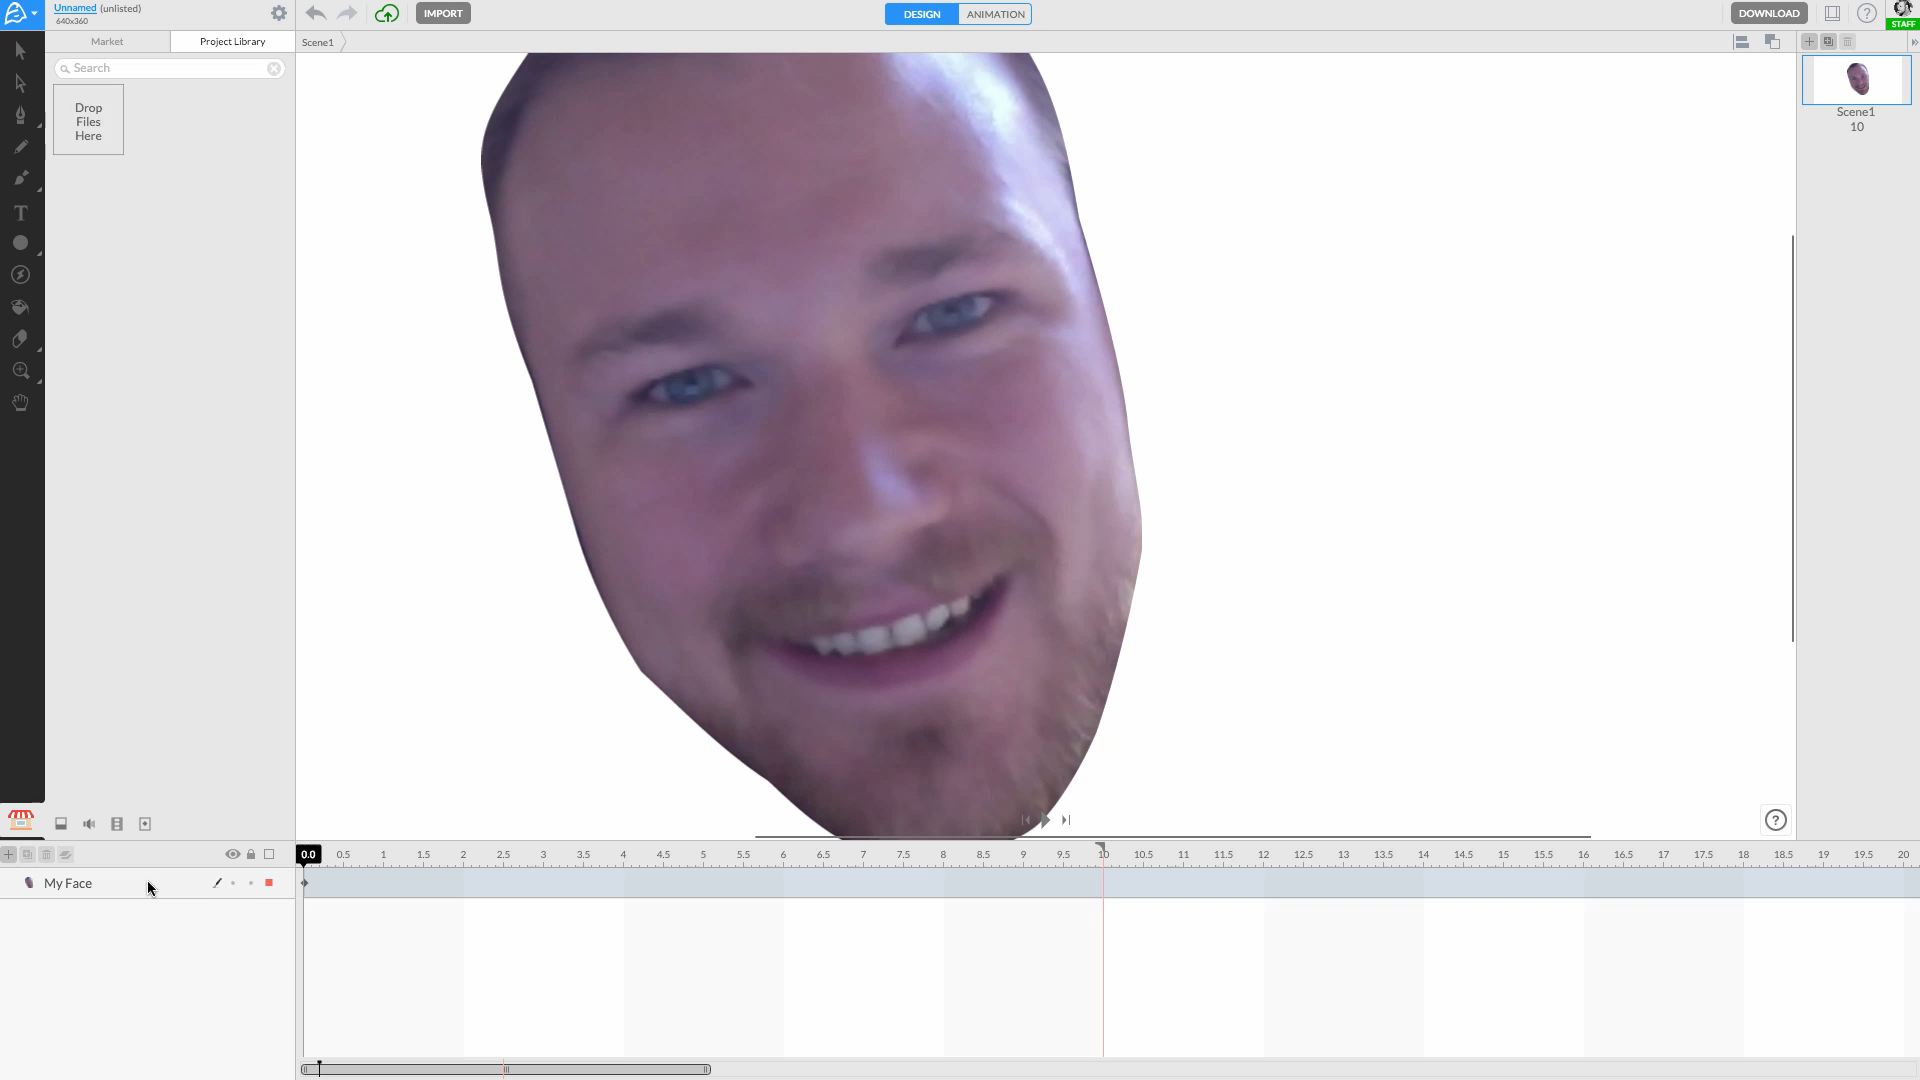 Unnamed (unlisted)
640x360
IMPORT
DESIGN
ANIMATION
DOWNLOAD
STAFF
Market
Project Library
Scene1
Search
Drop
Files
Here
T
Scene1
10
?
?
0.0 0.5 1 1.5 2 2.5 3 3.5 4 4.5 5 5.5 6 6.5 7 7.5 8 8.5 9 9.5 10 10.5 11 11.5 12 12.5 13 13.5 14 14.5 15 15.5 16 16.5 17 17.5 18 18.5 19 19.5 20
My Face